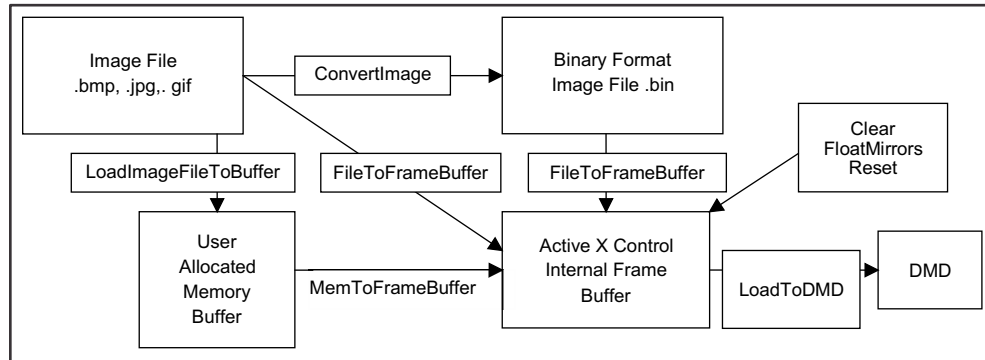 Image File
.bmp, .jpg,. gif
ConvertImage
Binary Format
Image File .bin
Clear
FloatMirrors
Reset
LoadImageFileToBuffer
FileToFrameBuffer
FileToFrameBuffer
User
Allocated
Memory
Buffer
MemToFrameBuffer
Active X Control
Internal Frame
Buffer
LoadToDMD
DMD